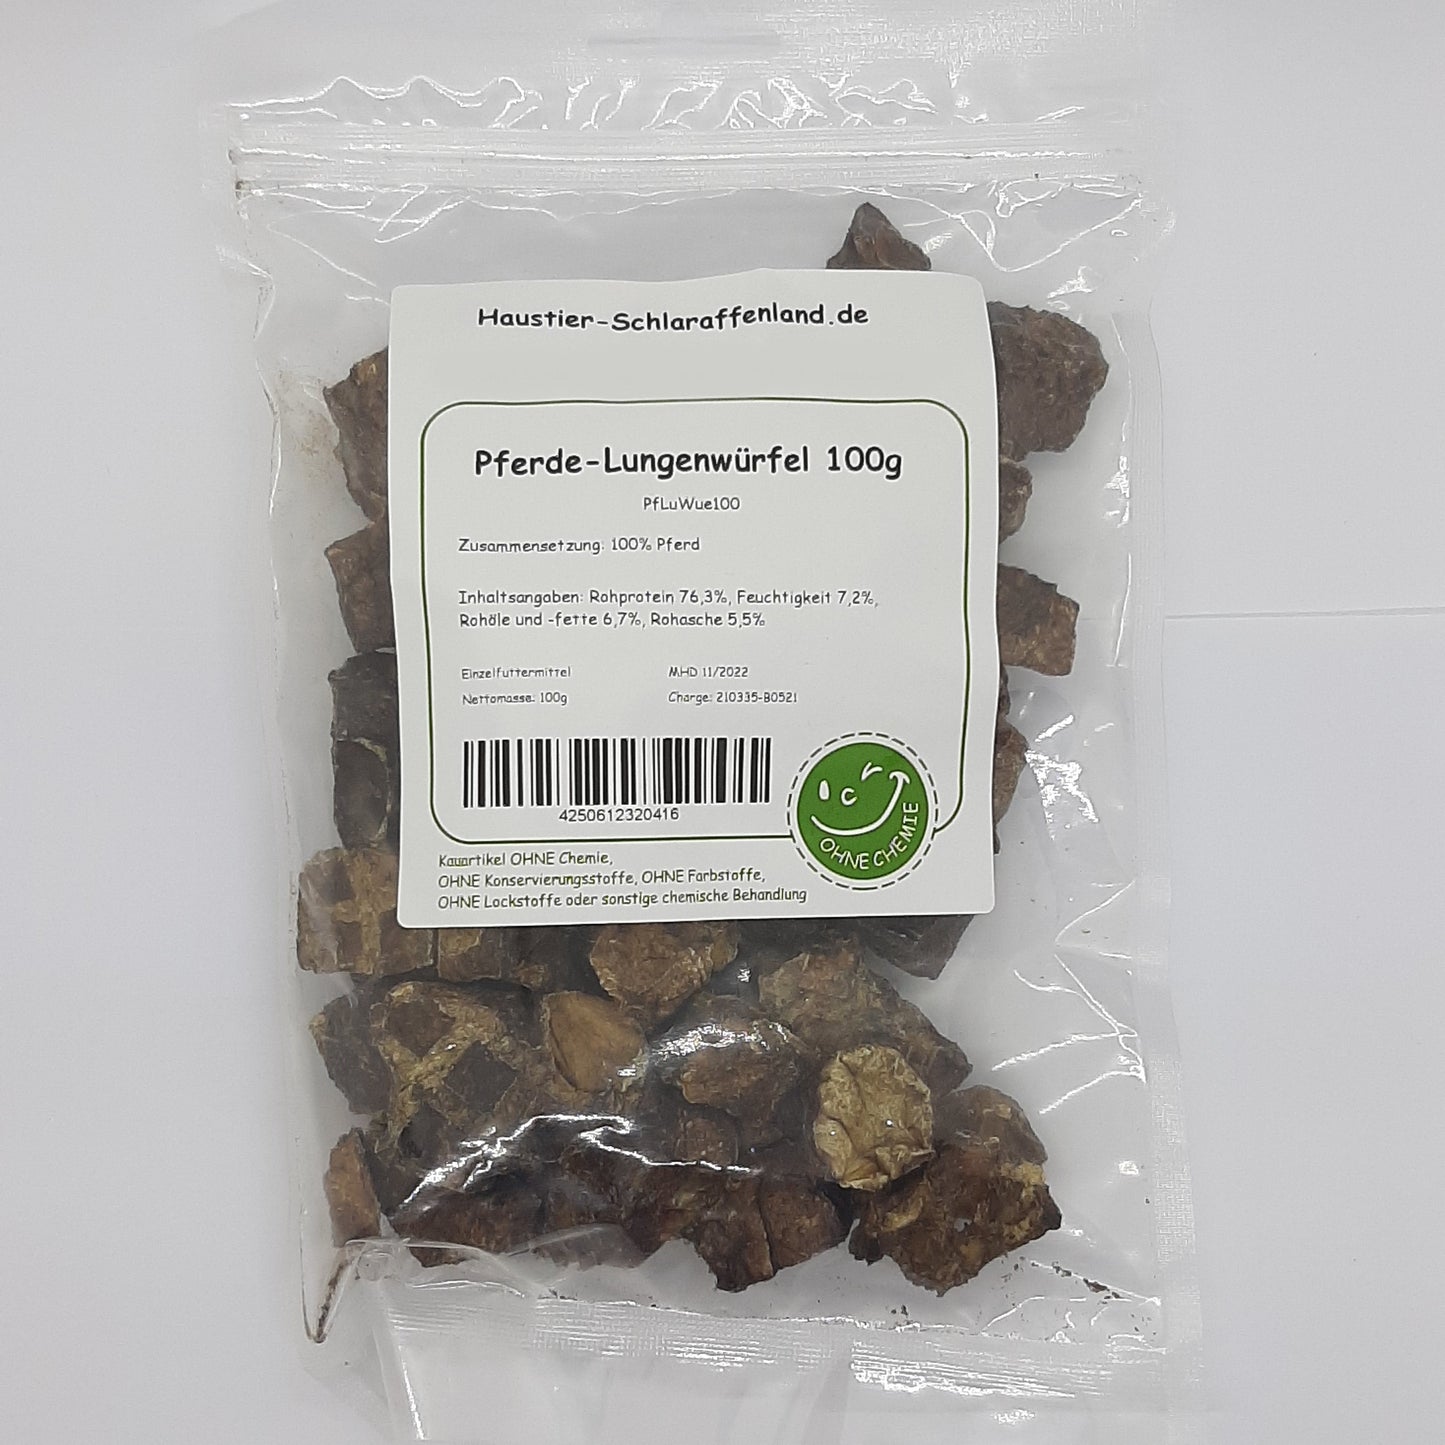 Haustier-Schlaraffenland.de
Pferde-Lungenwürfel 100g
PfLuWue100
Zusammensetzung: 100% Pferd
Inhaltsangaben: Rohprotein 76,3%, Feuchtigkeit 7,2%,
Rohöle und -fette 6,7%, Rohasche 5,5%
Einzelfuttermittel MHD 11/2022
Nettomasse: 100g Charge: 210335-B0521
4250612320416
OHNE CHEMIE
Kauartikel OHNE Chemie,
OHNE Konservierungsstoffe, OHNE Farbstoffe,
OHNE Lockstoffe oder sonstige chemische Behandlung